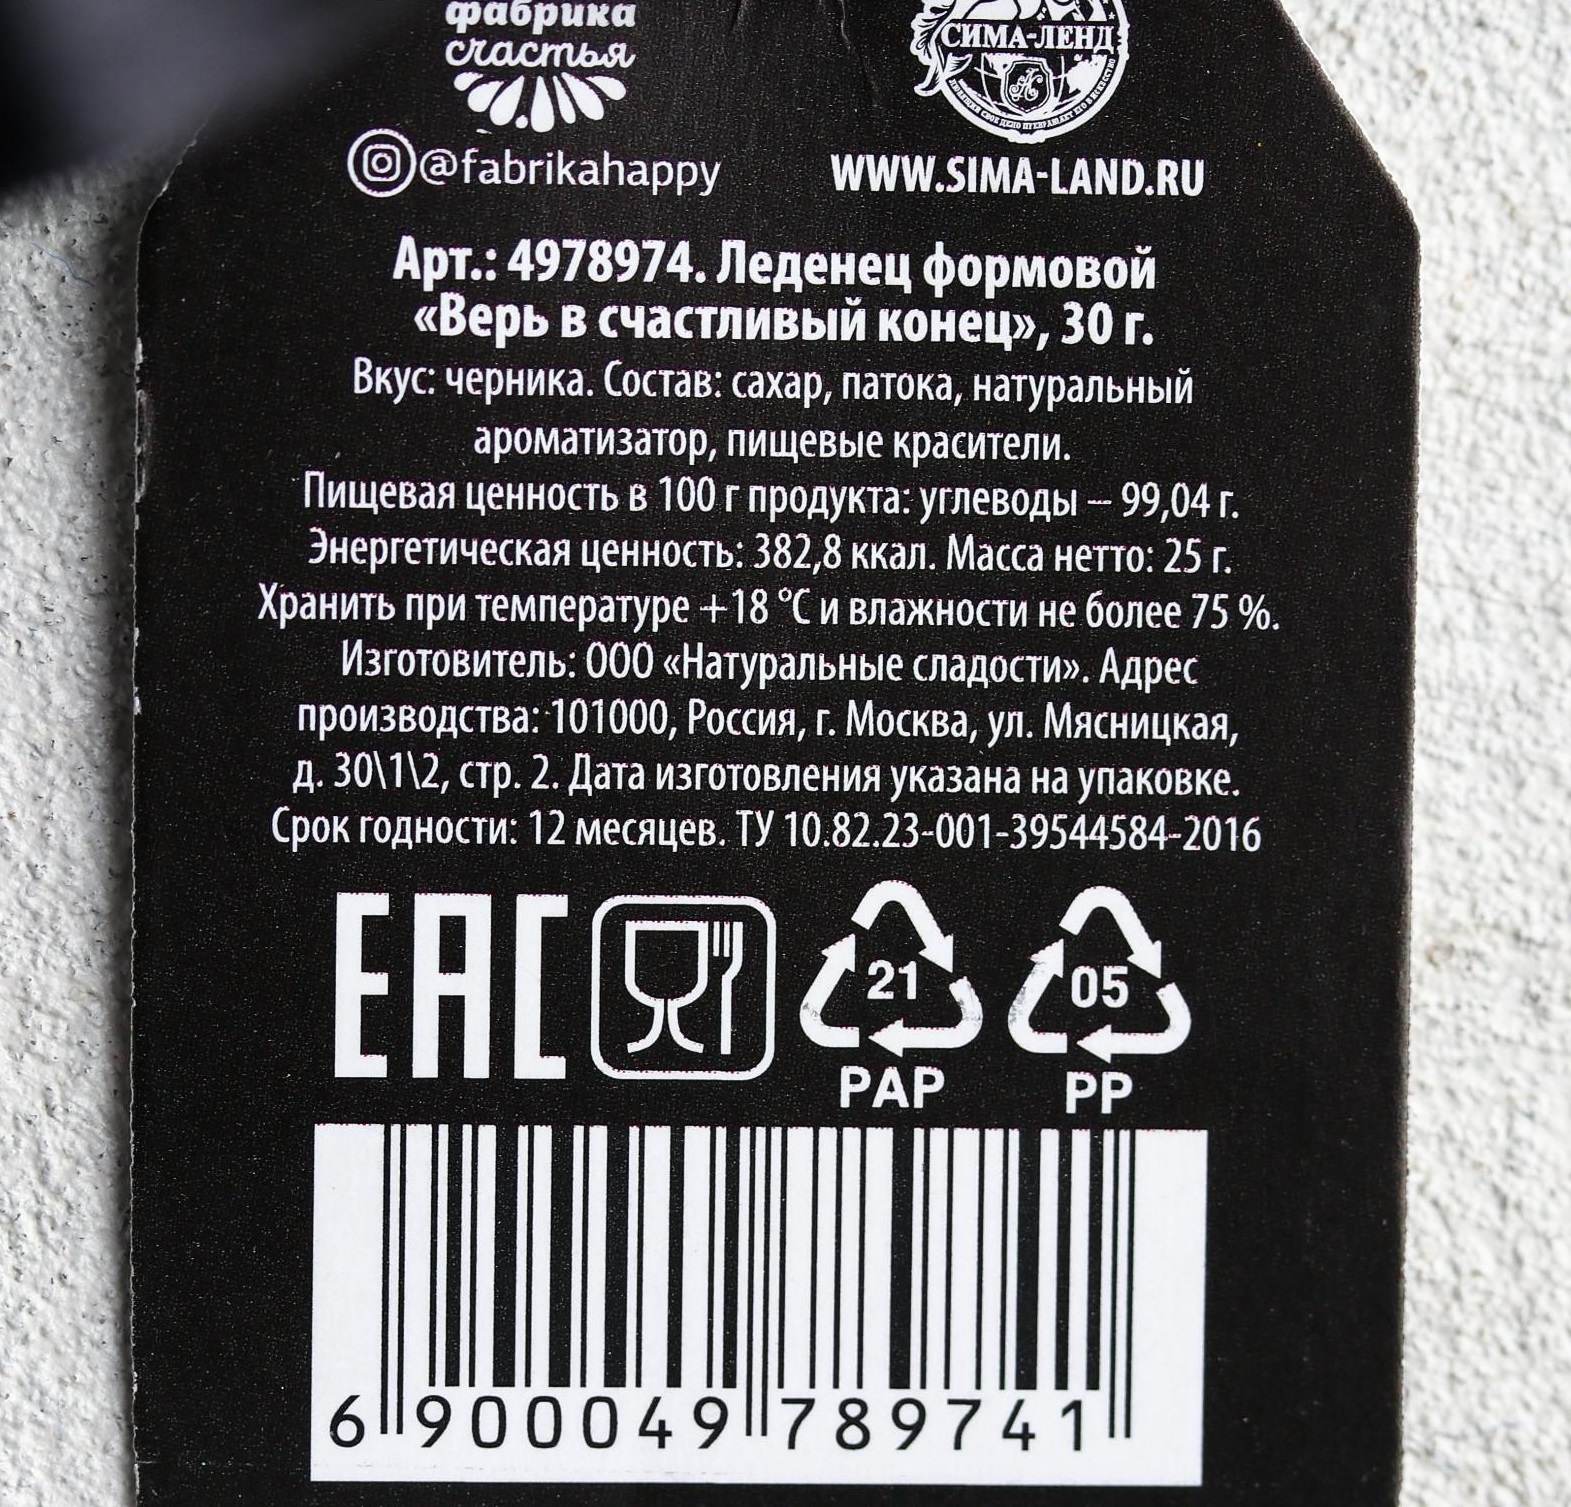 фабрика
счастья
СИМА-ЛЕНД
@fabrikahappy
WWW.SIMA-LAND.RU
Арт.: 4978974. Леденец формовой
«Верь в счастливый конец», 30 г.
Вкус: черника. Состав: сахар, патока, натуральный
ароматизатор, пищевые красители.
Пищевая ценность в 100 г продукта: углеводы – 99,04 г.
Энергетическая ценность: 382,8 ккал. Масса нетто: 25 г.
Хранить при температуре +18 °C и влажности не более 75 %.
Изготовитель: ООО «Натуральные сладости». Адрес
производства: 101000, Россия, г. Москва, ул. Мясницкая,
д. 30\1\2, стр. 2. Дата изготовления указана на упаковке.
Срок годности: 12 месяцев. ТУ 10.82.23-001-39544584-2016
EAC
21
05
PAP
PP
6 900049 789741